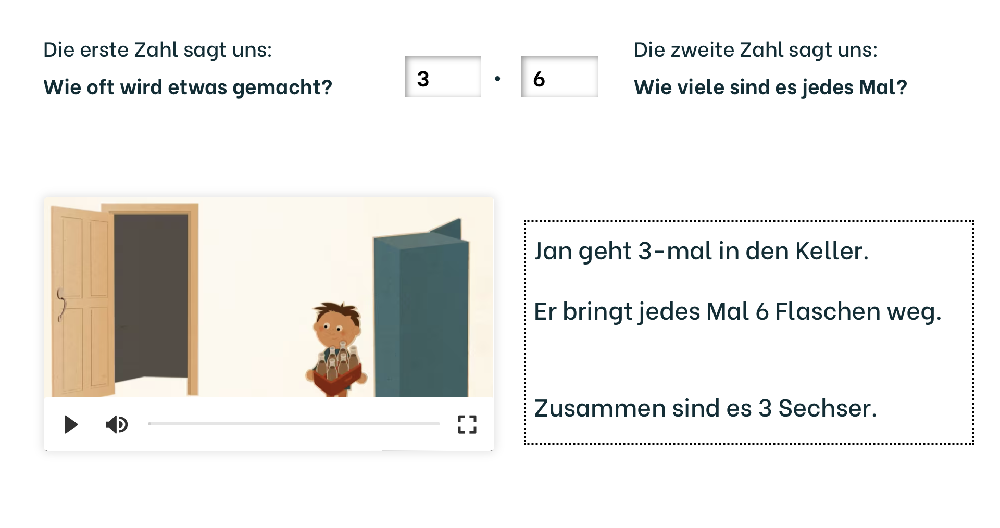 Die erste Zahl sagt uns:
Wie oft wird etwas gemacht?
3 · 6
Die zweite Zahl sagt uns:
Wie viele sind es jedes Mal?
Jan geht 3-mal in den Keller.
Er bringt jedes Mal 6 Flaschen weg.
Zusammen sind es 3 Sechser.